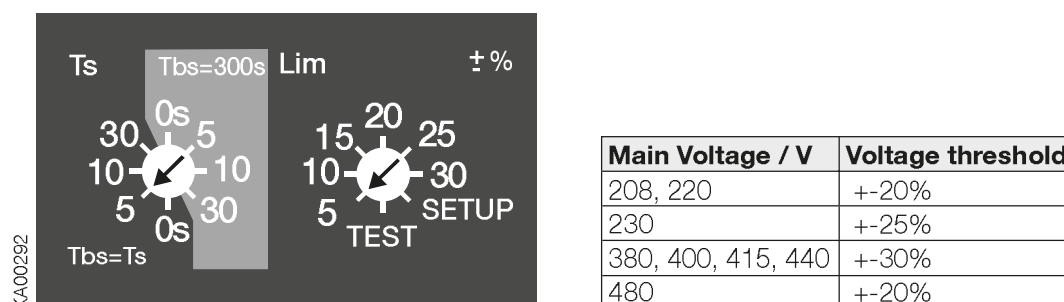 Ts Tbs=300s Lim ±%
0s
30 5
10 10
5 30
0s
Tbs=Ts
20
15 25
10 30
5 SETUP
TEST
XA00292
Main Voltage / V Voltage threshold
208, 220 +-20%
230 +-25%
380, 400, 415, 440 +-30%
480 +-20%